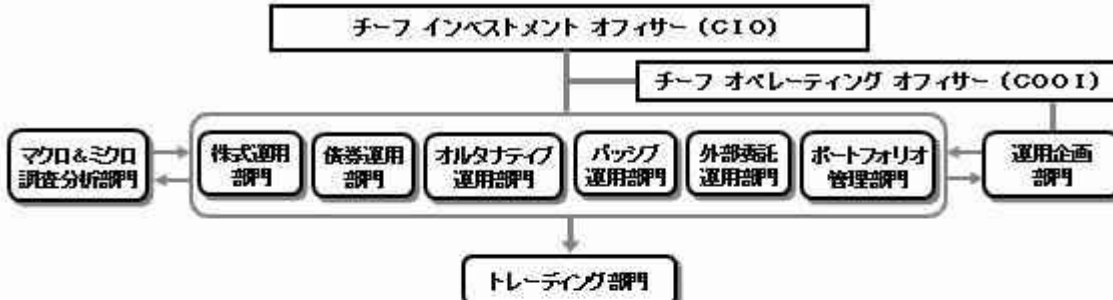 チーフ インベストメント オフィサー (CIO)
チーフ オペレーティング オフィサー (COOI)
マクロ&ミクロ
調査分析部門
株式運用
部門
債券運用
部門
オルタナティブ
運用部門
パッシブ
運用部門
外部委託
運用部門
ポートフォリオ
管理部門
運用企画
部門
トレーディング部門